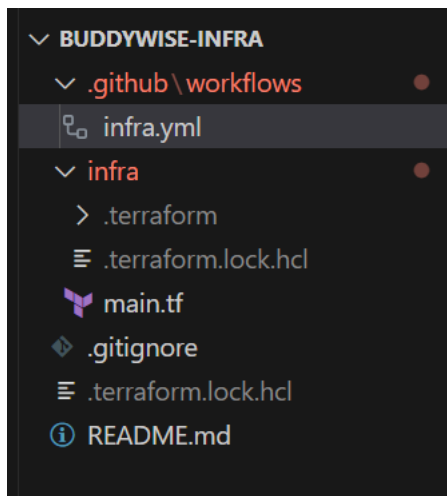 BUDDYWISE-INFRA
.github\workflows
infra.yml
infra
.terraform
.terraform.lock.hcl
main.tf
.gitignore
.terraform.lock.hcl
README.md